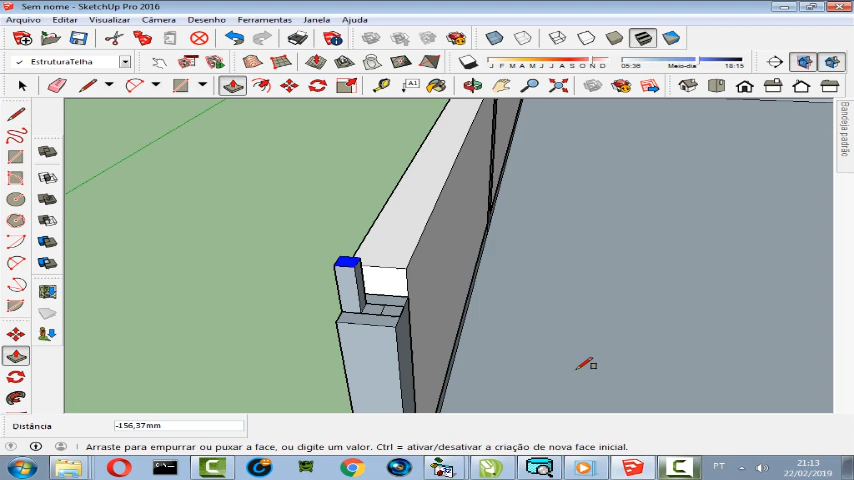 Sem nome - SketchUp Pro 2016
Arquivo Editar Visualizar Câmera Desenho Ferramentas Janela Ajuda
EstruturaTelha
J F M A M J J A S O N D
05:38 Meio-dia 18:15
A1
Bandeja padrão
Distância -156,37mm
Arraste para empurrar ou puxar a face, ou digite um valor. Ctrl = ativar/desativar a criação de nova face inicial.
PT
21:13
22/02/2019